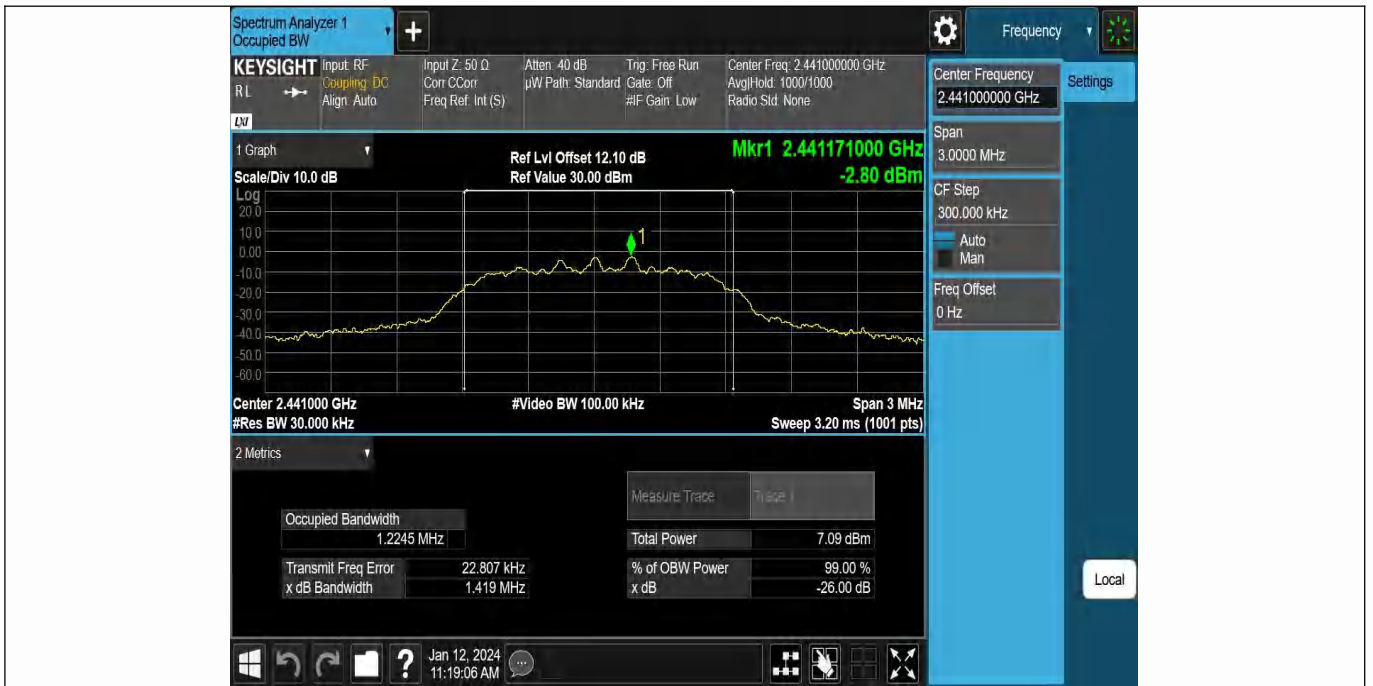 Spectrum Analyzer 1
Occupied BW
+
Frequency
KEYSIGHT
RL
LXI
Input: RF
Coupling: DC
Align: Auto
Input Z: 50 Ω
Corr CCorr
Freq Ref: Int (S)
Atten: 40 dB
µW Path: Standard
Trig: Free Run
Gate: Off
#IF Gain: Low
Center Freq: 2.441000000 GHz
Avg|Hold: 1000/1000
Radio Std: None
Center Frequency
2.441000000 GHz
Settings
Span
3.0000 MHz
CF Step
300.000 kHz
Auto
Man
Freq Offset
0 Hz
Local
1 Graph
Scale/Div 10.0 dB
Ref Lvl Offset 12.10 dB
Ref Value 30.00 dBm
Mkr1 2.441171000 GHz
-2.80 dBm
Log
20.0
10.0
0.00
-10.0
-20.0
-30.0
-40.0
-50.0
-60.0
1
Center 2.441000 GHz
#Video BW 100.00 kHz
Span 3 MHz
#Res BW 30.000 kHz
Sweep 3.20 ms (1001 pts)
2 Metrics
Measure Trace
Trace 1
Occupied Bandwidth
1.2245 MHz
Total Power
7.09 dBm
Transmit Freq Error
22.807 kHz
% of OBW Power
99.00 %
x dB Bandwidth
1.419 MHz
x dB
-26.00 dB
?
Jan 12, 2024
11:19:06 AM